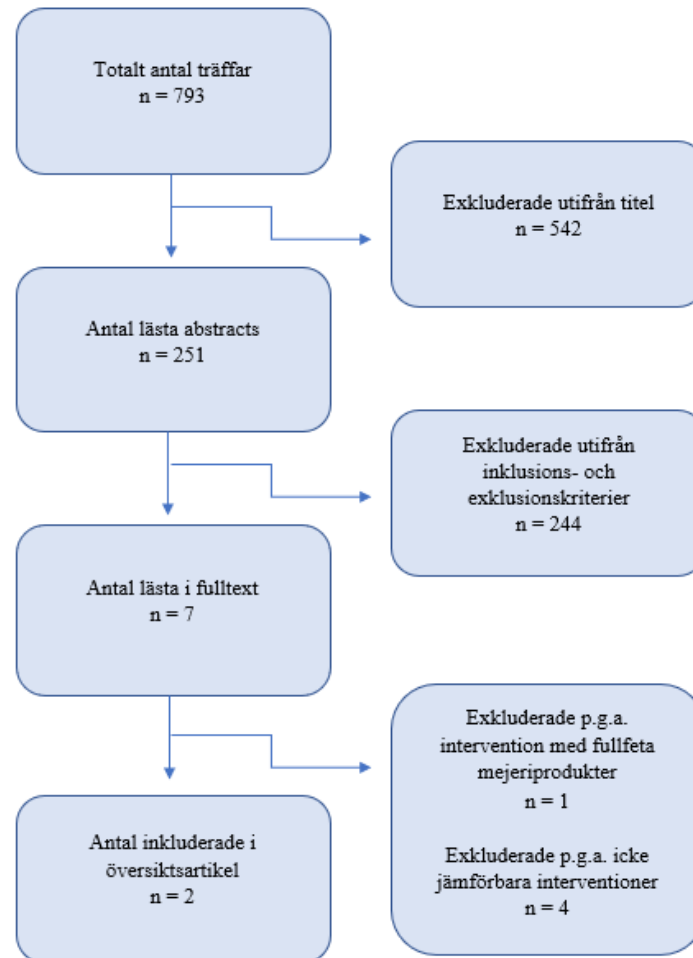 Totalt antal träffar
n = 793
Exkluderade utifrån titel
n = 542
Antal lästa abstracts
n = 251
Exkluderade utifrån
inklusions- och
exklusionskriterier
n = 244
Antal lästa i fulltext
n = 7
Exkluderade p.g.a.
intervention med fullfeta
mejeriprodukter
n = 1
Exkluderade p.g.a. icke
jämförbara interventioner
n = 4
Antal inkluderade i
översiktsartikel
n = 2